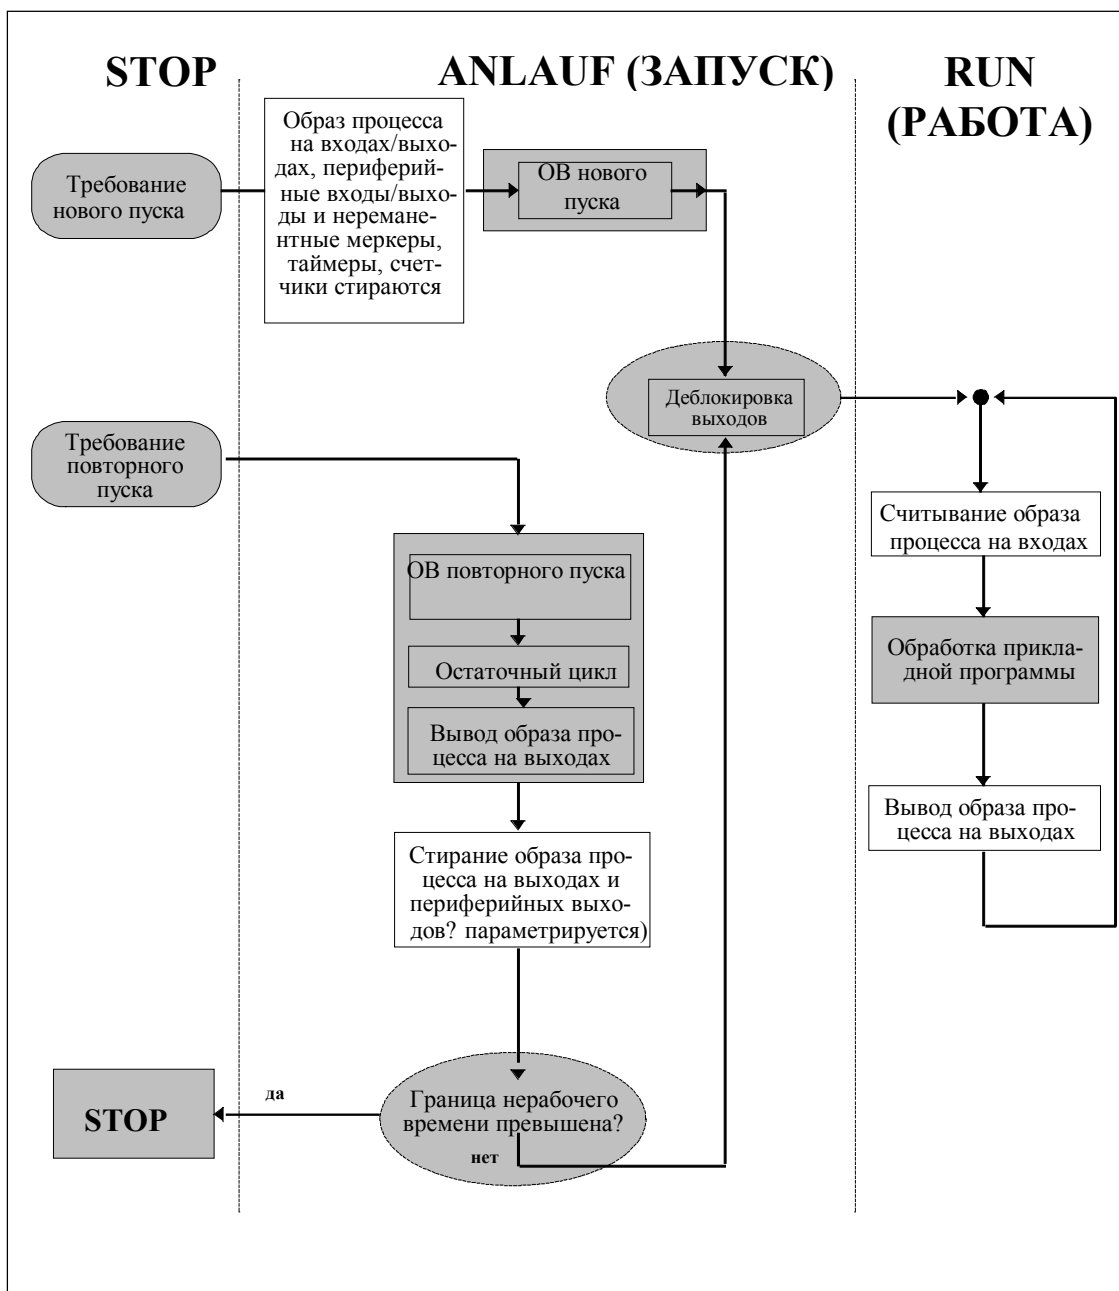 STOP
ANLAUF (ЗАПУСК)
RUN
(РАБОТА)
Требование
нового пуска
Образ процесса
на входах/выхо-
дах, периферий-
ные входы/выхо-
ды и неремане-
нтные меркеры,
таймеры, счет-
чики стираются
ОВ нового
пуска
Деблокировка
выходов
Требование
повторного
пуска
ОВ повторного пуска
Остаточный цикл
Вывод образа про-
цесса на выходах
Стирание образа про-
цесса на выходах и
периферийных выхо-
дов? параметрируется)
Граница нерабочего
времени превышена?
да
нет
STOP
Считывание образа
процесса на входах
Обработка прикла-
дной программы
Вывод образа про-
цесса на выходах